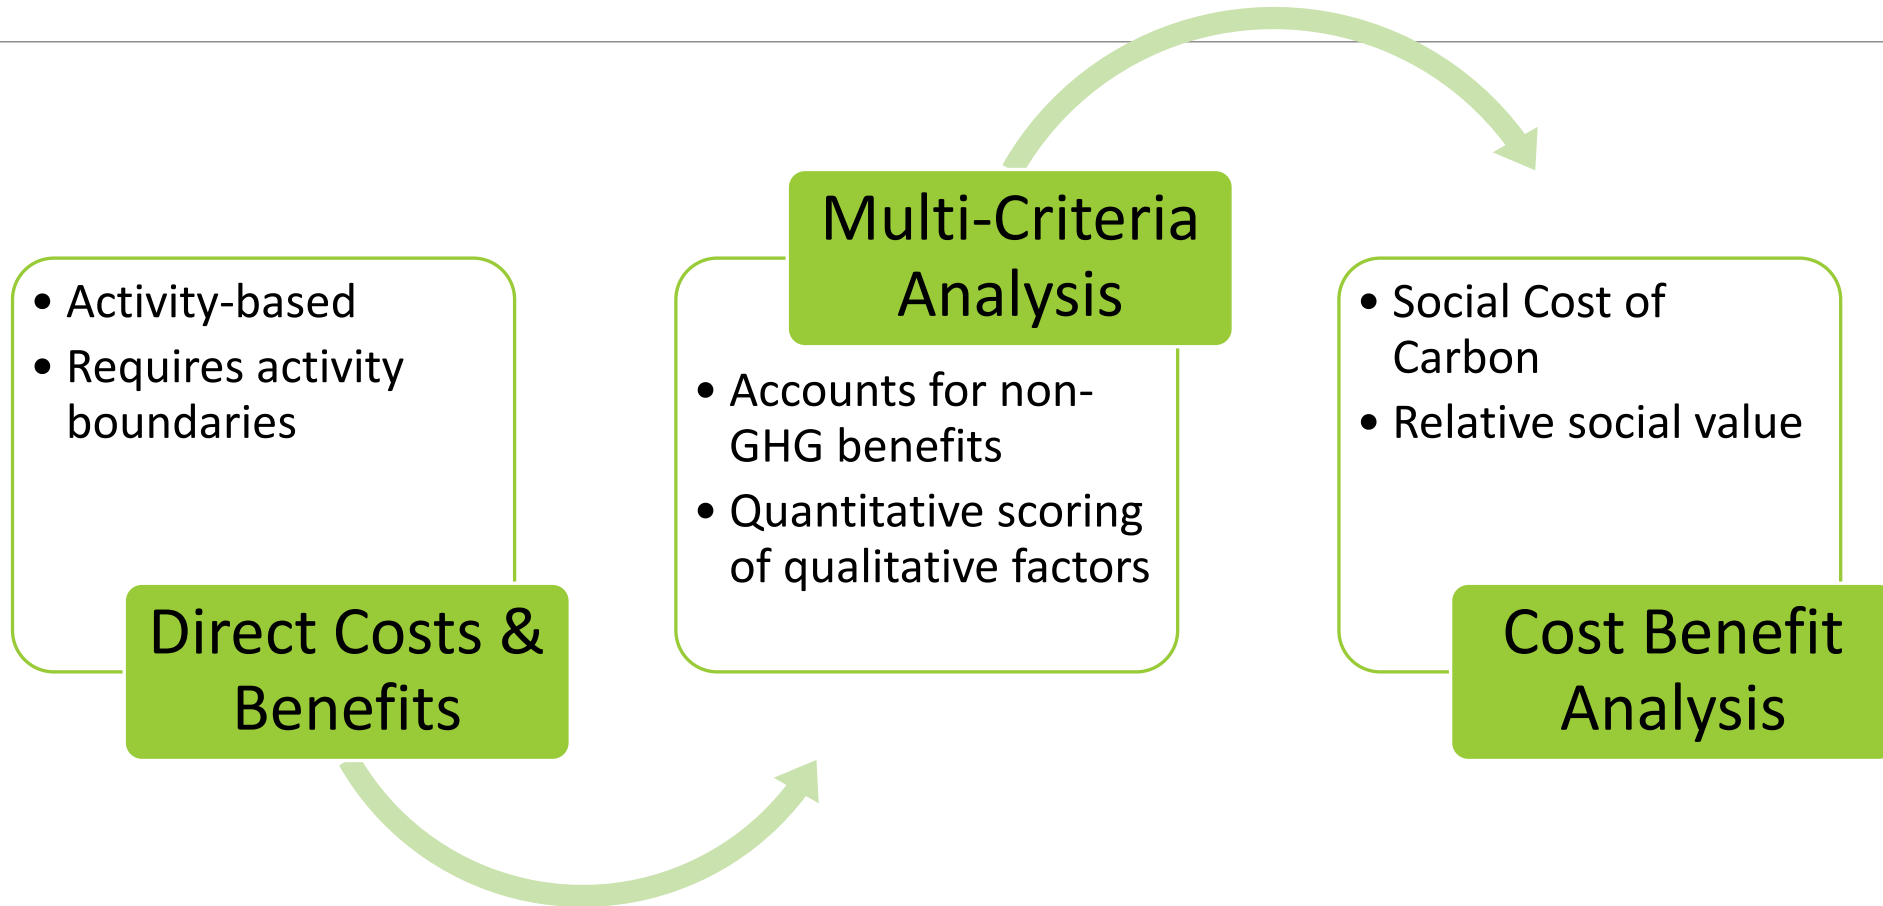 • Activity-based
• Requires activity
boundaries
Direct Costs &
Benefits
Multi-Criteria
Analysis
• Accounts for non-
GHG benefits
• Quantitative scoring
of qualitative factors
• Social Cost of
Carbon
• Relative social value
Cost Benefit
Analysis